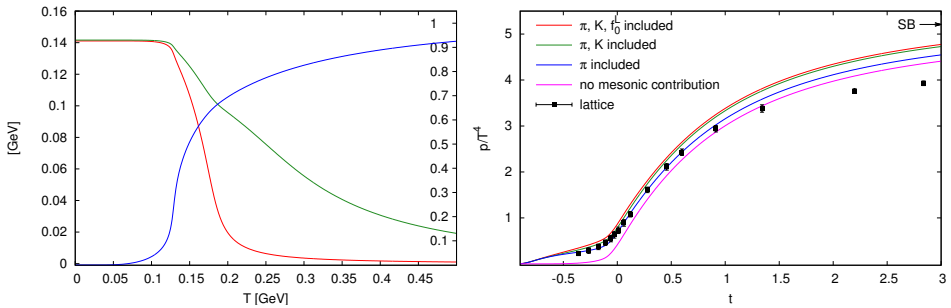 0.16
0.14
0.12
0.1
0.08
0.06
0.04
0.02
0
[GeV]
1
0.9
0.8
0.7
0.6
0.5
0.4
0.3
0.2
0.1
0 0.05 0.1 0.15 0.2 0.25 0.3 0.35 0.4 0.45
T [GeV]
5
4
3
2
1
p/T⁴
π, K, f₀ᴸ included
π, K included
π included
no mesonic contribution
lattice
SB
-0.5 0 0.5 1 1.5 2 2.5 3
t